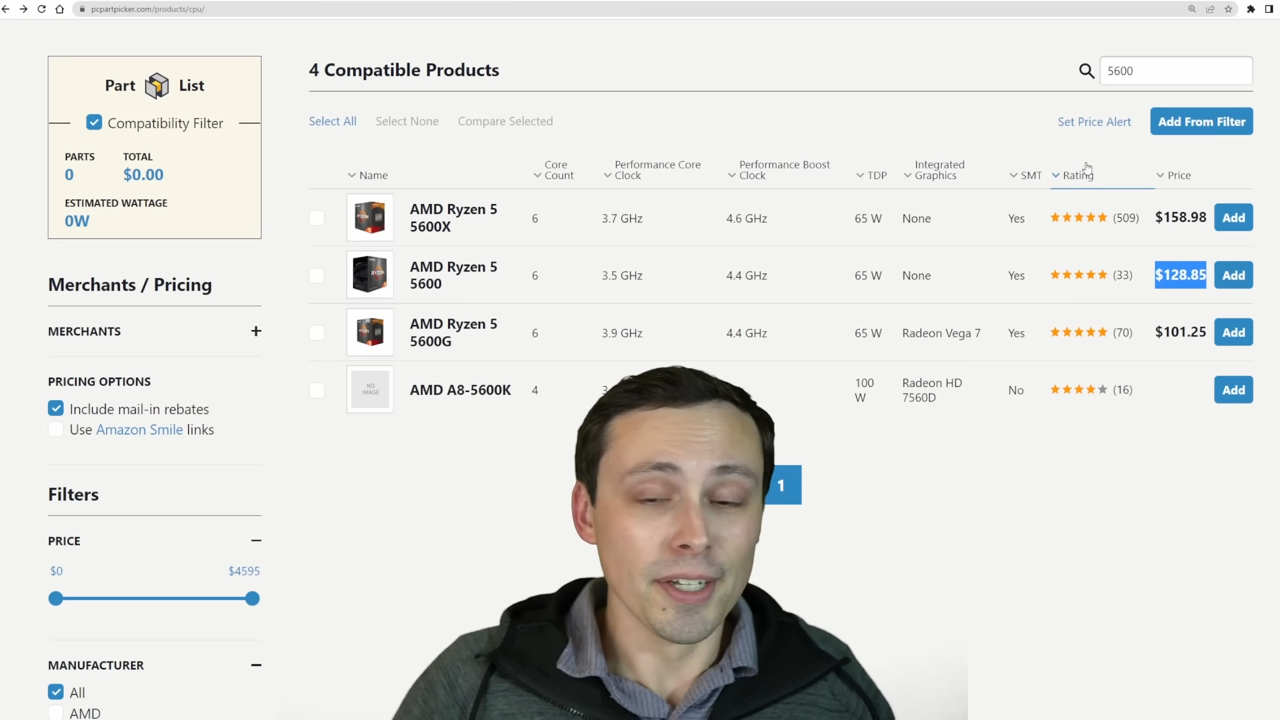 pcpartpicker.com/products/cpu/
Part List
Compatibility Filter
PARTS TOTAL
0 $0.00
ESTIMATED WATTAGE
0W
Merchants / Pricing
MERCHANTS +
PRICING OPTIONS
Include mail-in rebates
Use Amazon Smile links
Filters
PRICE
$0 $4595
MANUFACTURER
All
AMD
4 Compatible Products
5600
Select All Select None Compare Selected Set Price Alert Add From Filter
Name Core Count Performance Core Clock Performance Boost Clock TDP Integrated Graphics SMT Rating Price
AMD Ryzen 5 5600X 6 3.7 GHz 4.6 GHz 65 W None Yes (509) $158.98 Add
AMD Ryzen 5 5600 6 3.5 GHz 4.4 GHz 65 W None Yes (33) $128.85 Add
AMD Ryzen 5 5600G 6 3.9 GHz 4.4 GHz 65 W Radeon Vega 7 Yes (70) $101.25 Add
NO IMAGE AMD A8-5600K 4 100 W Radeon HD 7560D No (16) Add
1